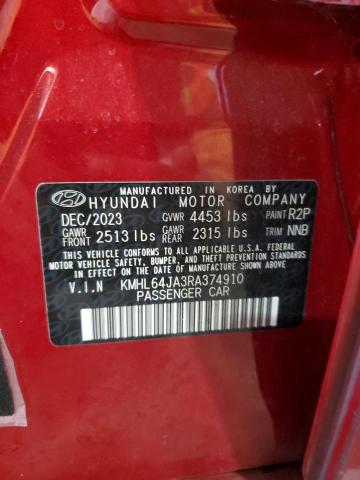 MANUFACTURED IN KOREA BY
HYUNDAI MOTOR COMPANY
DEC/2023 GVWR 4453 lbs PAINT R2P
GAWR FRONT 2513 lbs GAWR REAR 2315 lbs TRIM NNB
THIS VEHICLE CONFORMS TO ALL APPLICABLE U.S. FEDERAL
MOTOR VEHICLE SAFETY, BUMPER, AND THEFT PREVENTION
STANDARDS IN EFFECT ON THE DATE OF MANUFACTURE SHOWN ABOVE.
V.I.N KMHL64JA3RA374910
PASSENGER CAR